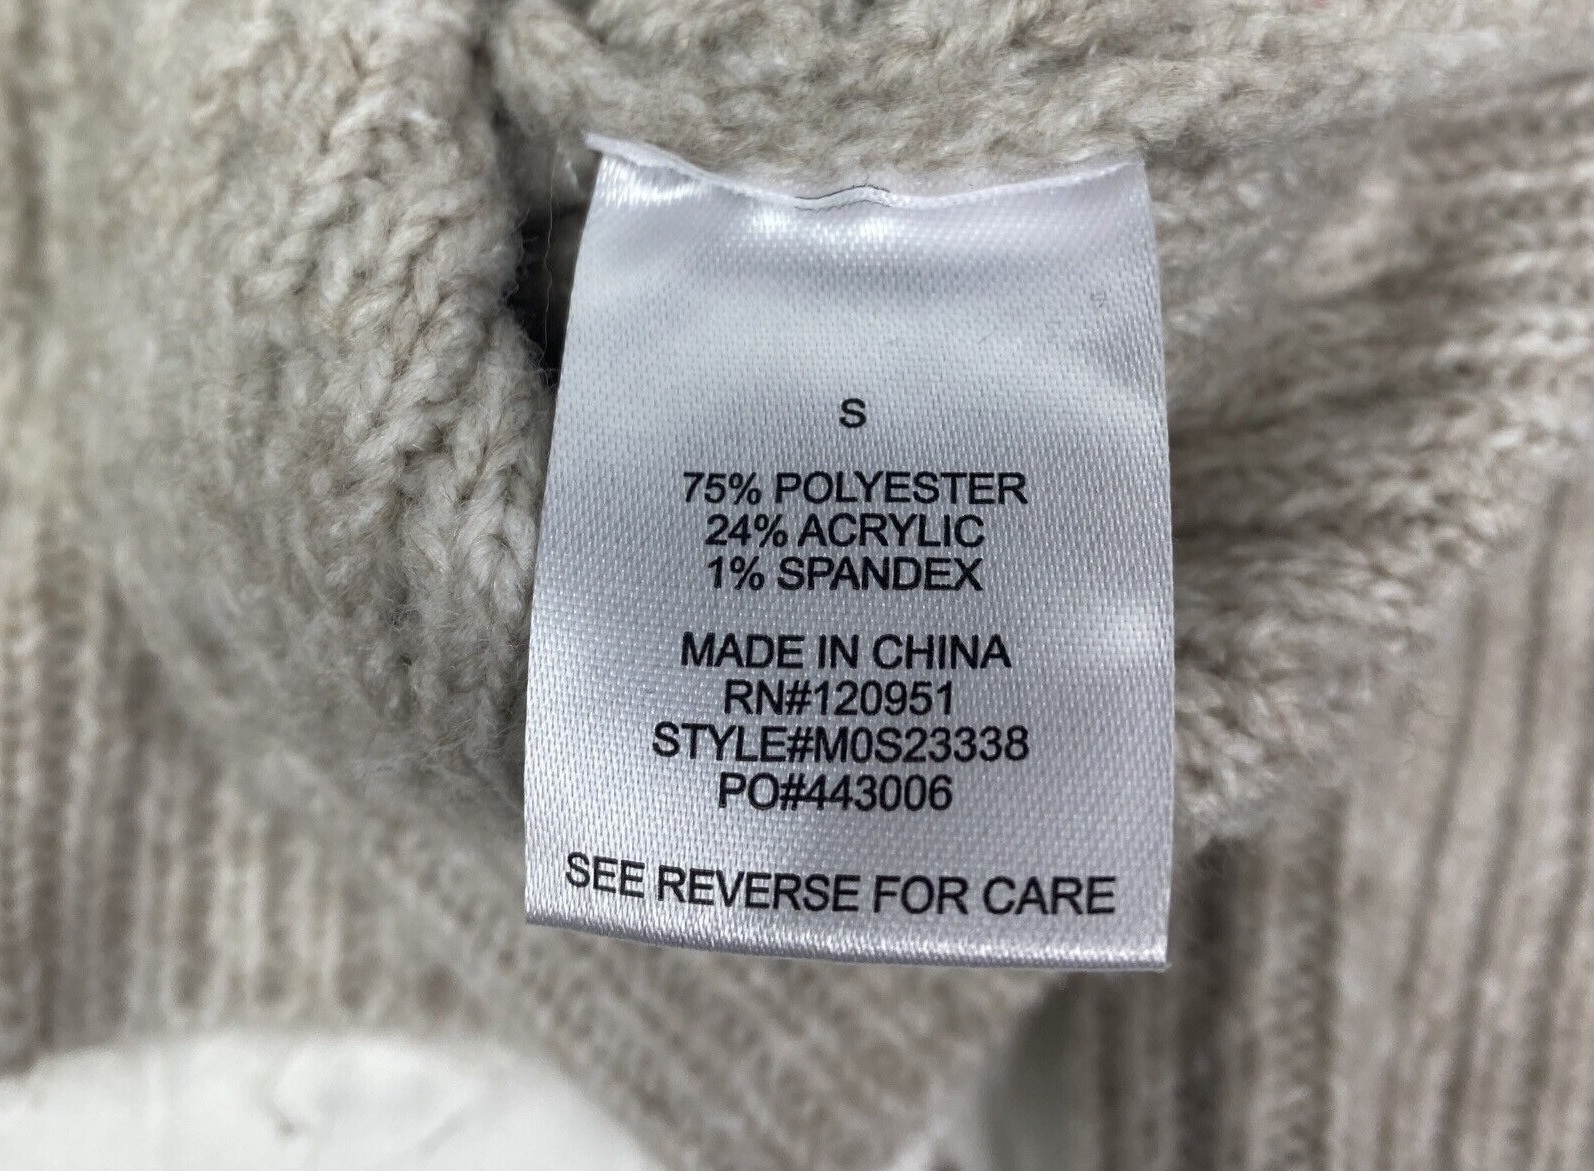 S
75% POLYESTER
24% ACRYLIC
1% SPANDEX
MADE IN CHINA
RN#120951
STYLE#M0S23338
PO#443006
SEE REVERSE FOR CARE